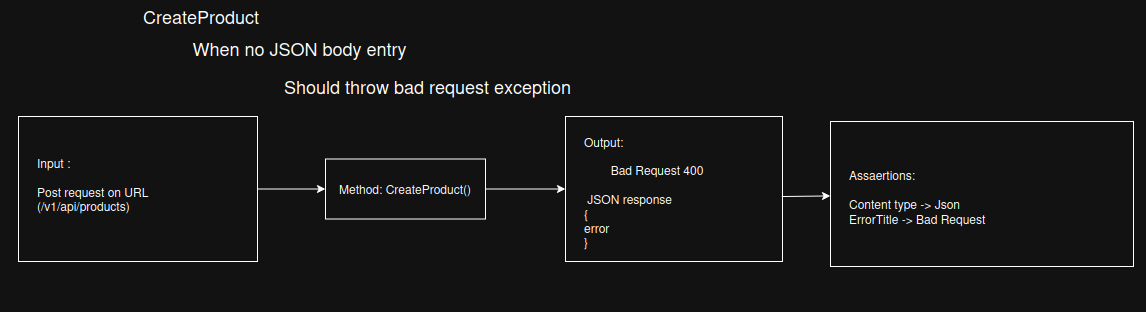 CreateProduct
When no JSON body entry
Should throw bad request exception
Input :
Post request on URL
(/v1/api/products)
Method: CreateProduct()
Output:
Bad Request 400
JSON response
{
error
}
Assaertions:
Content type -> Json
ErrorTitle -> Bad Request